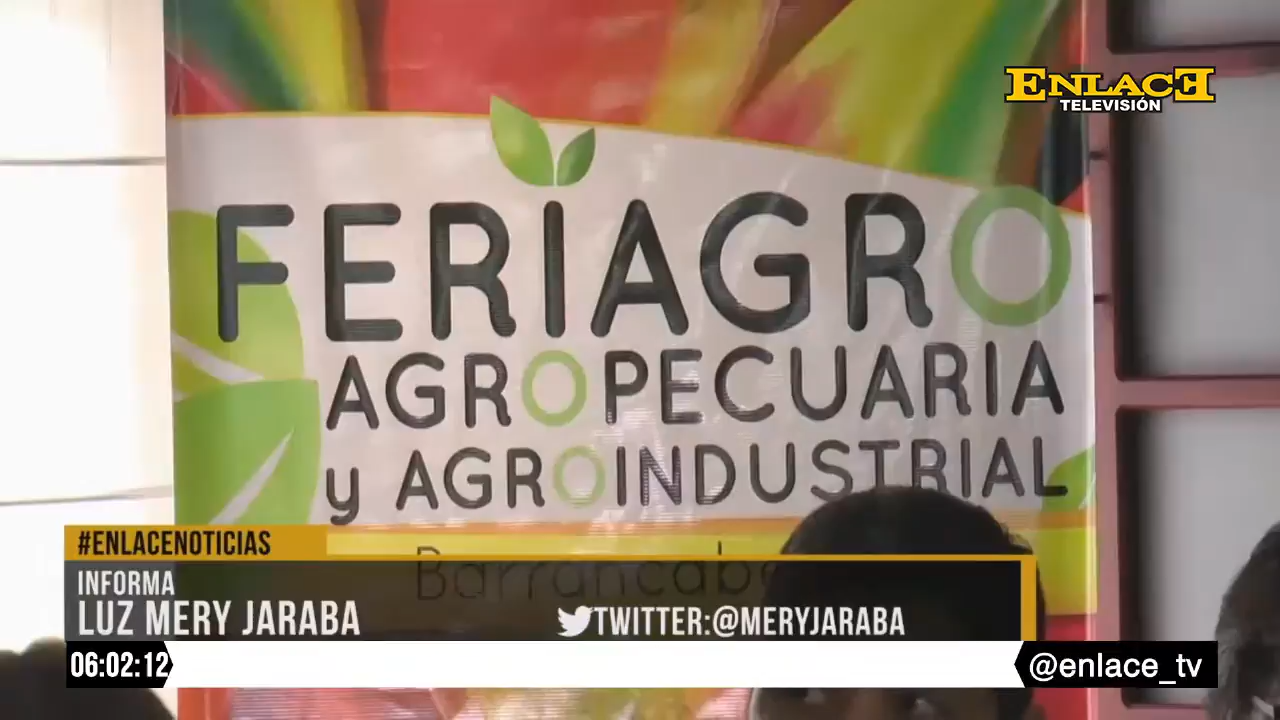 ENLACE
TELEVISIÓN
FERIAGRO
AGROPECUARIA
y AGROINDUSTRIAL
#ENLACENOTICIAS
INFORMA
LUZ MERY JARABA
TWITTER:@MERYJARABA
06:02:12
@enlace_tv